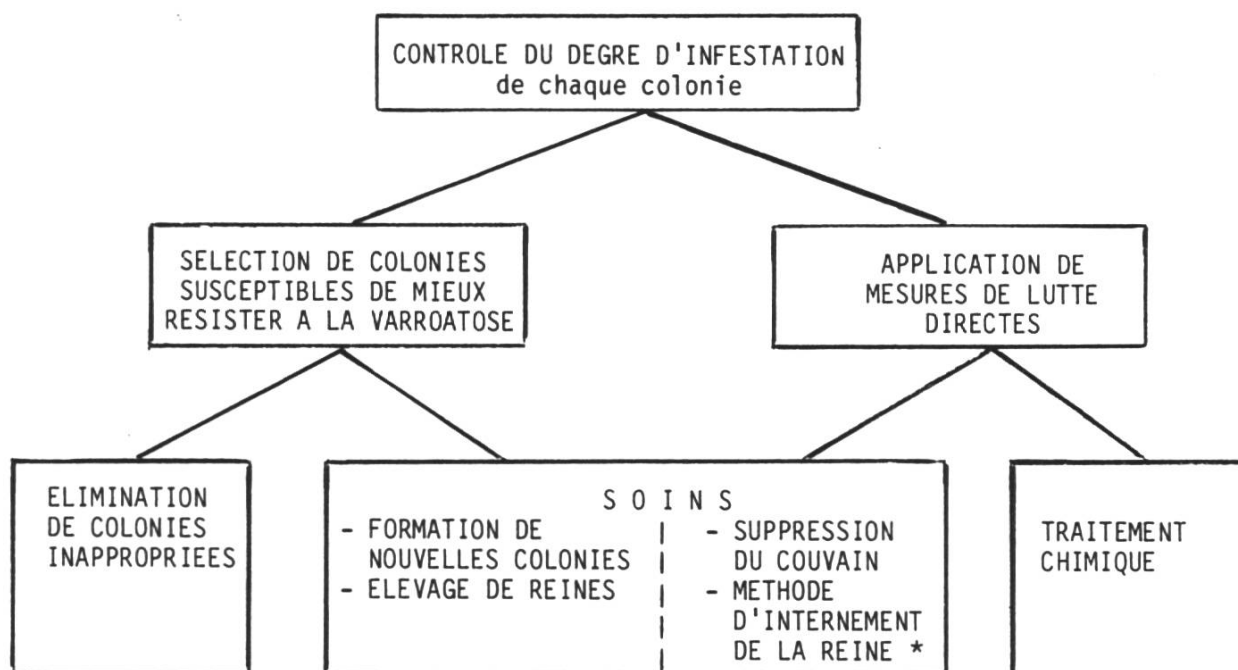 CONTROLE DU DEGRE D'INFESTATION
de chaque colonie
SELECTION DE COLONIES
SUSCEPTIBLES DE MIEUX
RESISTER A LA VARROATOSE
APPLICATION DE
MESURES DE LUTTE
DIRECTES
ELIMINATION
DE COLONIES
INAPPROPRIEES
S O I N S
- FORMATION DE
NOUVELLES COLONIES
- ELEVAGE DE REINES
- SUPPRESSION
DU COUVAIN
- METHODE
D'INTERNEMENT
DE LA REINE *
TRAITEMENT
CHIMIQUE